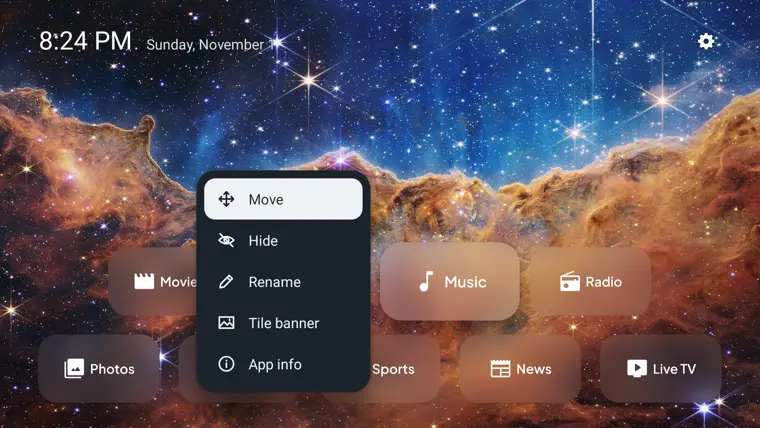 8:24 PM Sunday, November
Move
Hide
Rename
Tile banner
App info
Movie
Music
Radio
Photos
Sports
News
Live TV